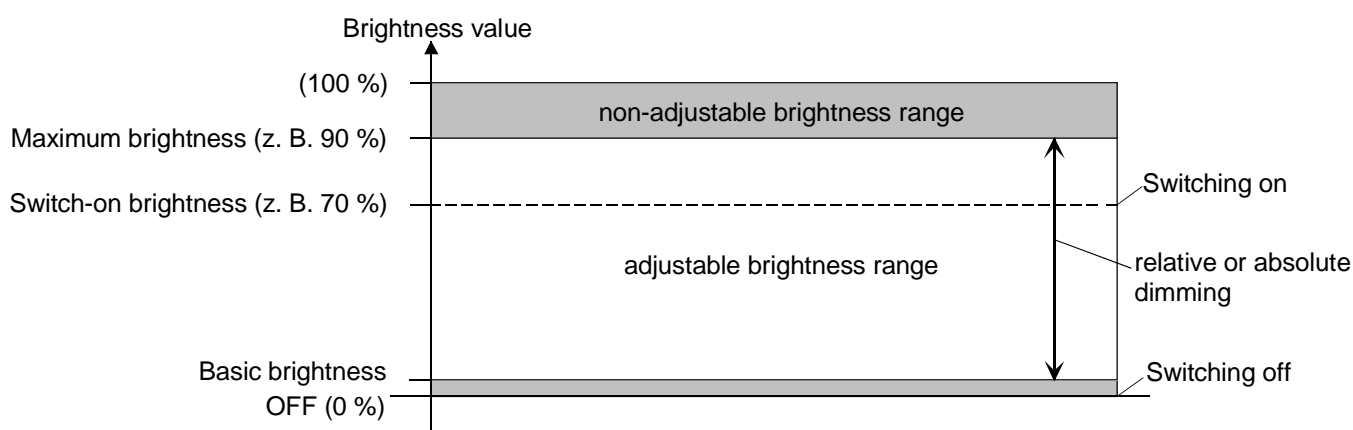 Brightness value
(100 %)
non-adjustable brightness range
Maximum brightness (z. B. 90 %)
Switching on
Switch-on brightness (z. B. 70 %)
adjustable brightness range
relative or absolute
dimming
Basic brightness
Switching off
OFF (0 %)